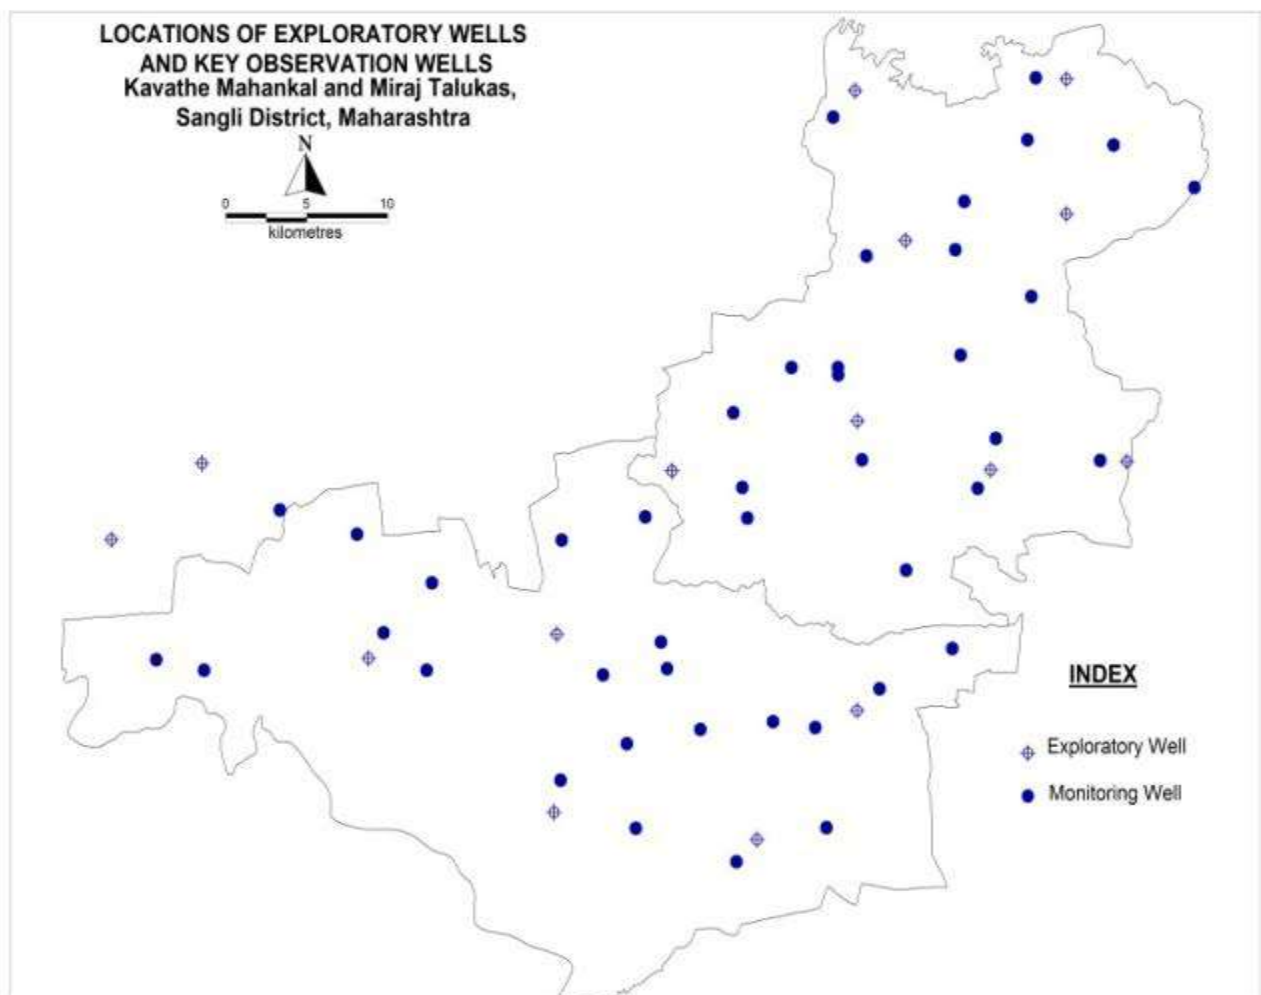 LOCATIONS OF EXPLORATORY WELLS
AND KEY OBSERVATION WELLS
Kavathe Mahankal and Miraj Talukas,
Sangli District, Maharashtra
N
0 5 10
kilometres
INDEX
Exploratory Well
Monitoring Well